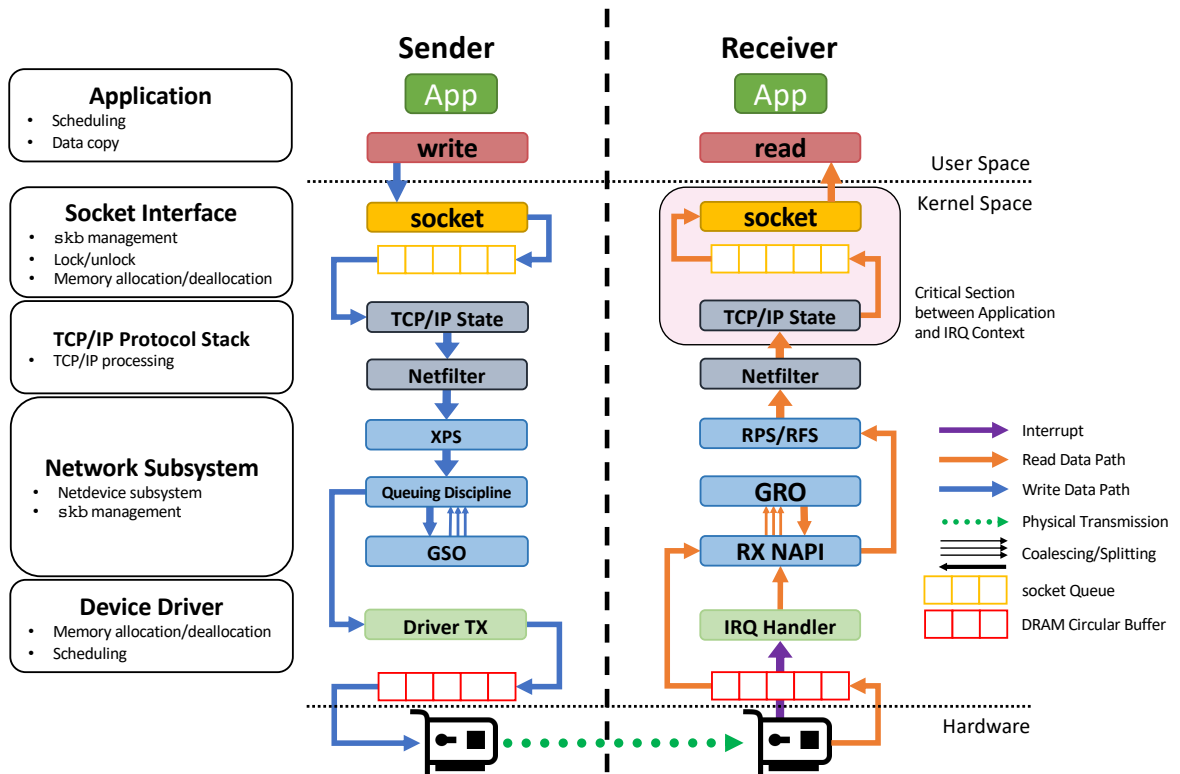 Sender
Receiver
App
App
Application
• Scheduling
• Data copy
write
read
User Space
Kernel Space
Socket Interface
• skb management
• Lock/unlock
• Memory allocation/deallocation
socket
socket
TCP/IP State
TCP/IP State
Critical Section
between Application
and IRQ Context
TCP/IP Protocol Stack
• TCP/IP processing
Netfilter
Netfilter
Network Subsystem
• Netdevice subsystem
• skb management
XPS
Queuing Discipline
GSO
RPS/RFS
GRO
RX NAPI
Interrupt
Read Data Path
Write Data Path
Physical Transmission
Coalescing/Splitting
socket Queue
DRAM Circular Buffer
Device Driver
• Memory allocation/deallocation
• Scheduling
Driver TX
IRQ Handler
Hardware